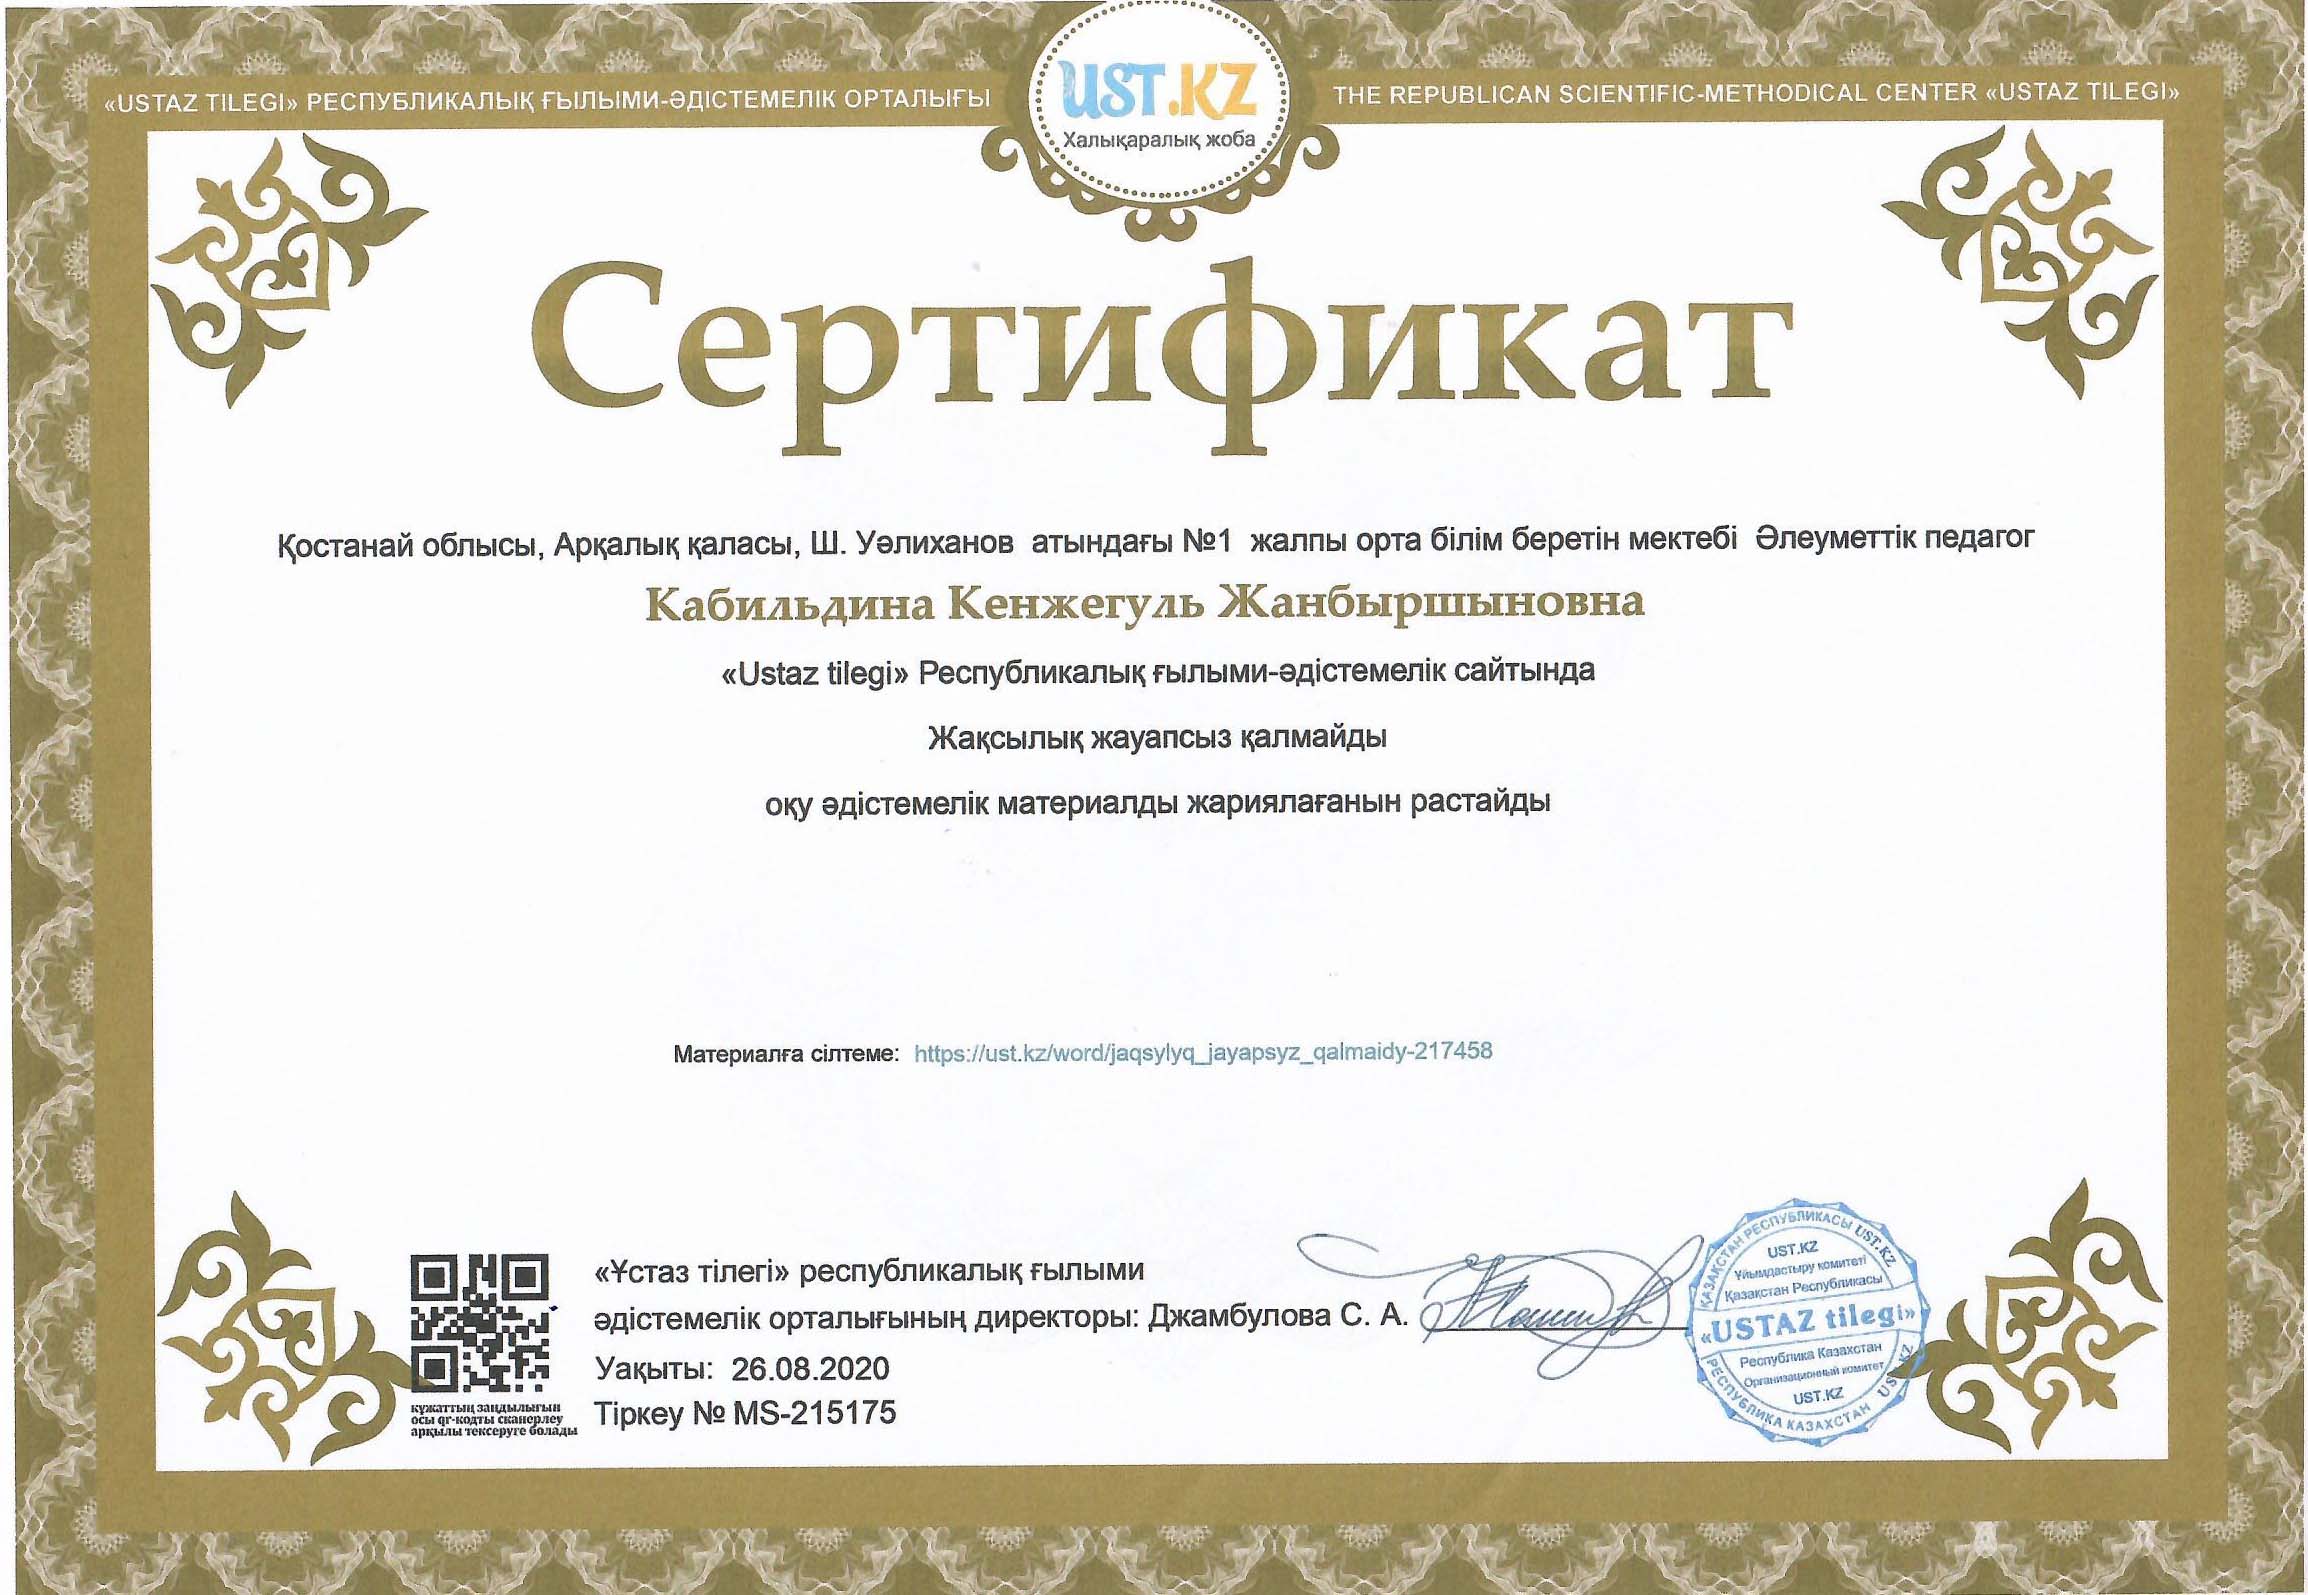 «USTAZ TILEGI» РЕСПУБЛИКАЛЫҚ ҒЫЛЫМИ-ӘДІСТЕМЕЛІК ОРТАЛЫҒЫ
UST.KZ
Халықаралық жоба
THE REPUBLICAN SCIENTIFIC-METHODICAL CENTER «USTAZ TILEGI»
Сертификат
Қостанай облысы, Арқалық қаласы, Ш. Уәлиханов атындағы №1 жалпы орта білім беретін мектебі Әлеуметтік педагог
Кабильдина Кенжегуль Жанбыршыновна
«Ustaz tilegi» Республикалық ғылыми-әдістемелік сайтында
Жақсылық жауапсыз қалмайды
оқу әдістемелік материалды жариялағанын растайды
Материалға сілтеме: https://ust.kz/word/jaqsylyq_jayapsyz_qalmaidy-217458
«Ұстаз тілегі» республикалық ғылыми
әдістемелік орталығының директоры: Джамбулова С. А.
Уақыты: 26.08.2020
Тіркеу № MS-215175
құжаттың заңдылығын
осы qr-кодты сканерлеу
арқылы тексеруге болады
ҚАЗАҚСТАН РЕСПУБЛИКАСЫ UST.KZ
UST.KZ
Ұйымдастыру комитеті
Қазақстан Республикасы
«USTAZ tilegi»
Республика Казахстан
Организационный комитет
UST.KZ
РЕСПУБЛИКА КАЗАХСТАН UST.KZ